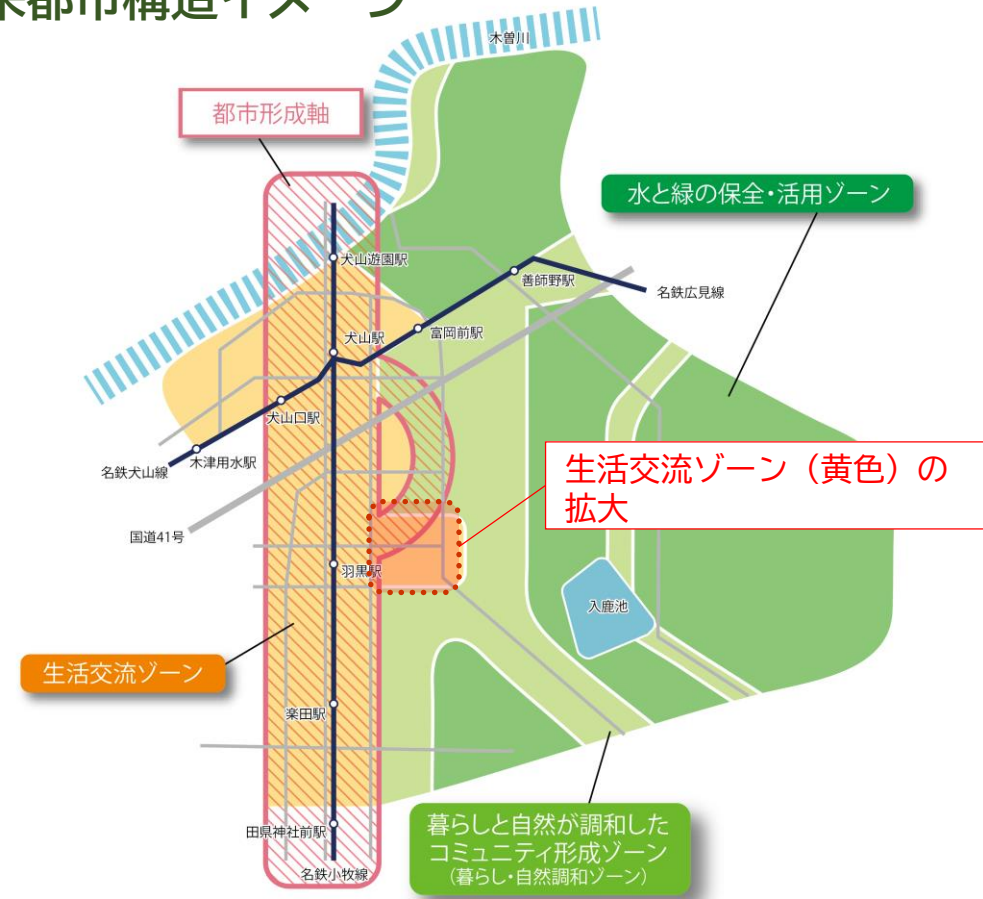 来都市構造イメージ
木曽川
都市形成軸
水と緑の保全・活用ゾーン
犬山遊園駅
善師野駅
名鉄広見線
富岡前駅
犬山駅
犬山口駅
木津用水駅
名鉄犬山線
生活交流ゾーン（黄色）の
拡大
国道41号
羽黒駅
入鹿池
生活交流ゾーン
楽田駅
田県神社前駅
名鉄小牧線
暮らしと自然が調和した
コミュニティ形成ゾーン
（暮らし・自然調和ゾーン）